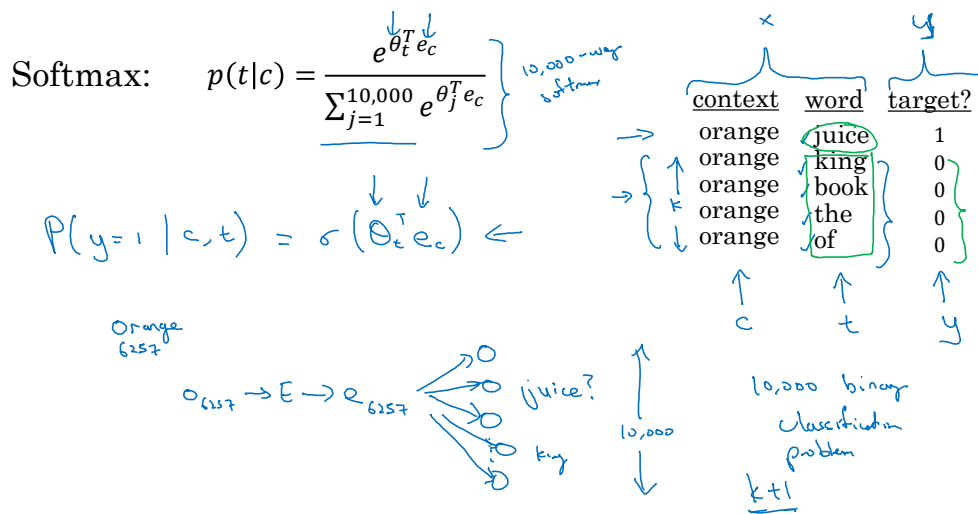 Softmax: p(t|c) = e^{θ_t^T e_c} / ∑_{j=1}^{10,000} e^{θ_j^T e_c}
10,000-way
softmax
x y
context word target?
orange juice 1
orange king 0
orange book 0
orange the 0
orange of 0
k
c t y
P(y=1 | c,t) = σ(θ_t^T e_c) ←
Orange
6257
o_6257 → E → e_6257
juice?
king
10,000
10,000 binary
classification
problem
k+1